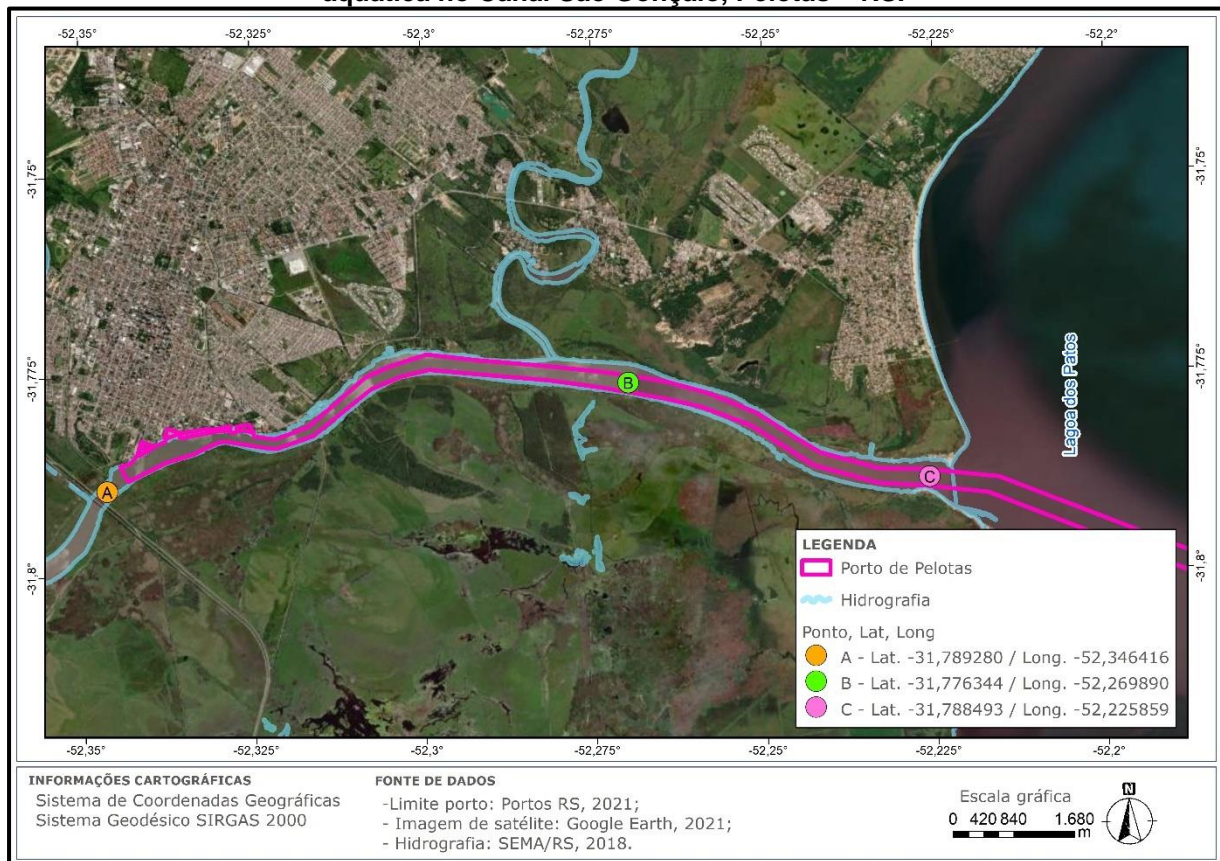 aquática no Canal São Gonçalo, Pelotas – RS.
-52,35° -52,325° -52,3° -52,275° -52,25° -52,225° -52,2°
-31,75° -31,75°
-31,775° -31,775°
-31,8° -31,8°
Lagoa dos Patos
A
B
C
LEGENDA
Porto de Pelotas
Hidrografia
Ponto, Lat, Long
A - Lat. -31,789280 / Long. -52,346416
B - Lat. -31,776344 / Long. -52,269890
C - Lat. -31,788493 / Long. -52,225859
-52,35° -52,325° -52,3° -52,275° -52,25° -52,225° -52,2°
INFORMAÇÕES CARTOGRÁFICAS
Sistema de Coordenadas Geográficas
Sistema Geodésico SIRGAS 2000
FONTE DE DADOS
-Limite porto: Portos RS, 2021;
- Imagem de satélite: Google Earth, 2021;
- Hidrografia: SEMA/RS, 2018.
Escala gráfica
0 420 840 1.680
m
N